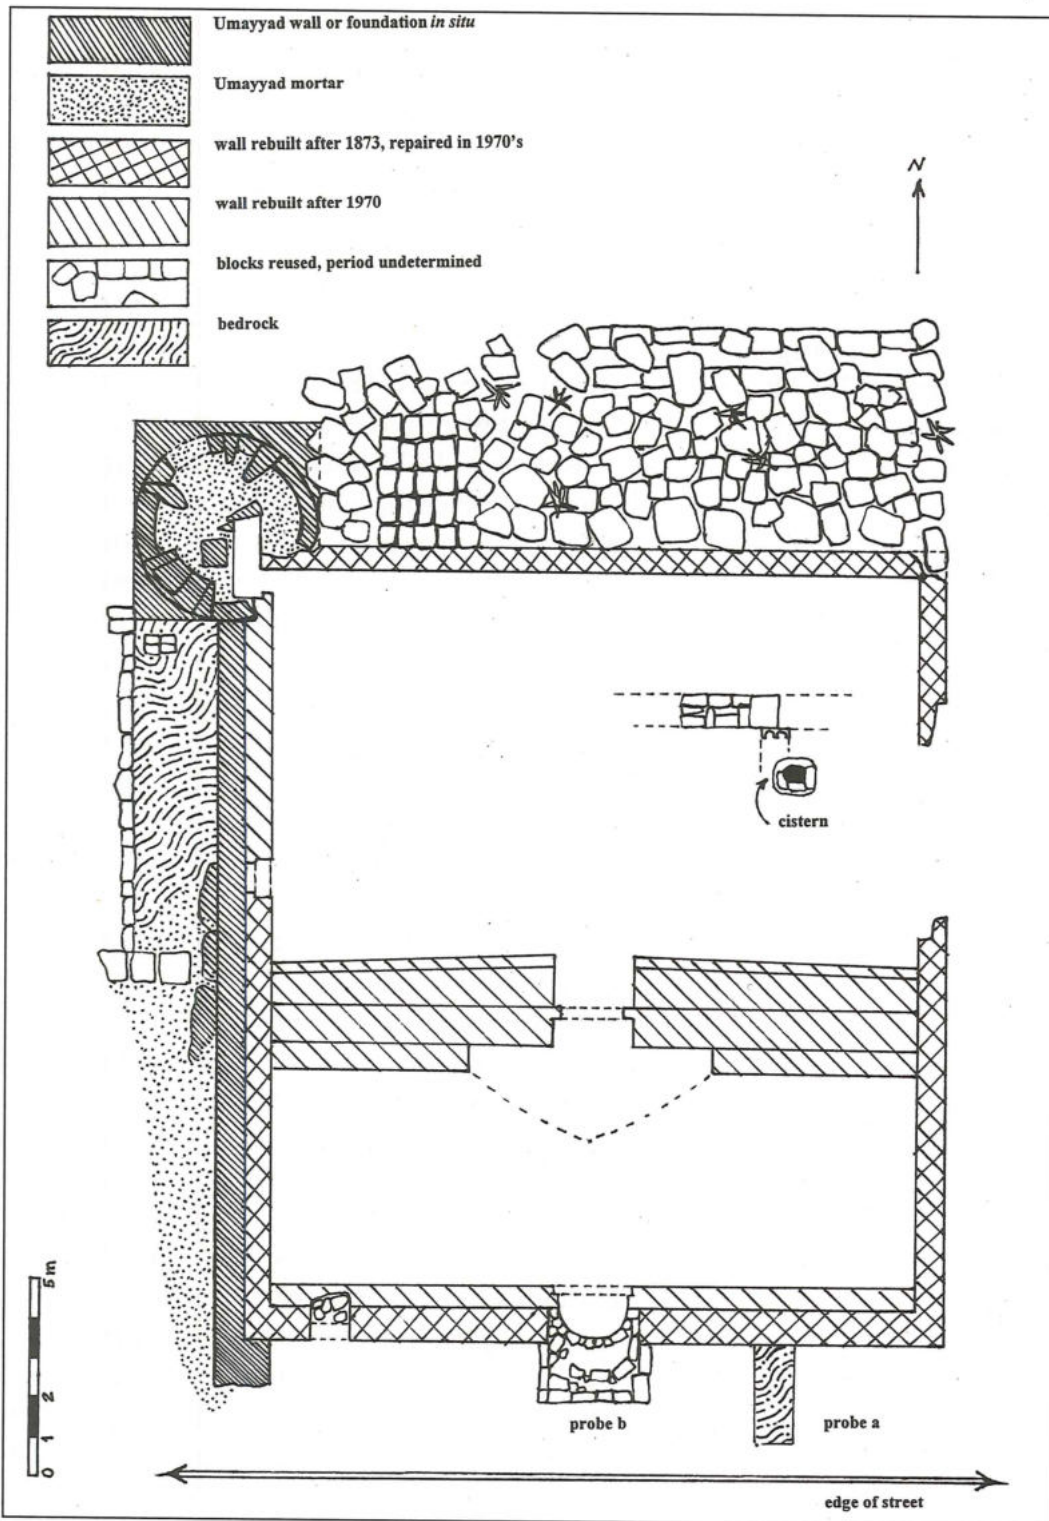 Umayyad wall or foundation in situ
Umayyad mortar
wall rebuilt after 1873, repaired in 1970's
wall rebuilt after 1970
blocks reused, period undetermined
bedrock
N
cistern
5 m
2
1
0
probe b
probe a
edge of street